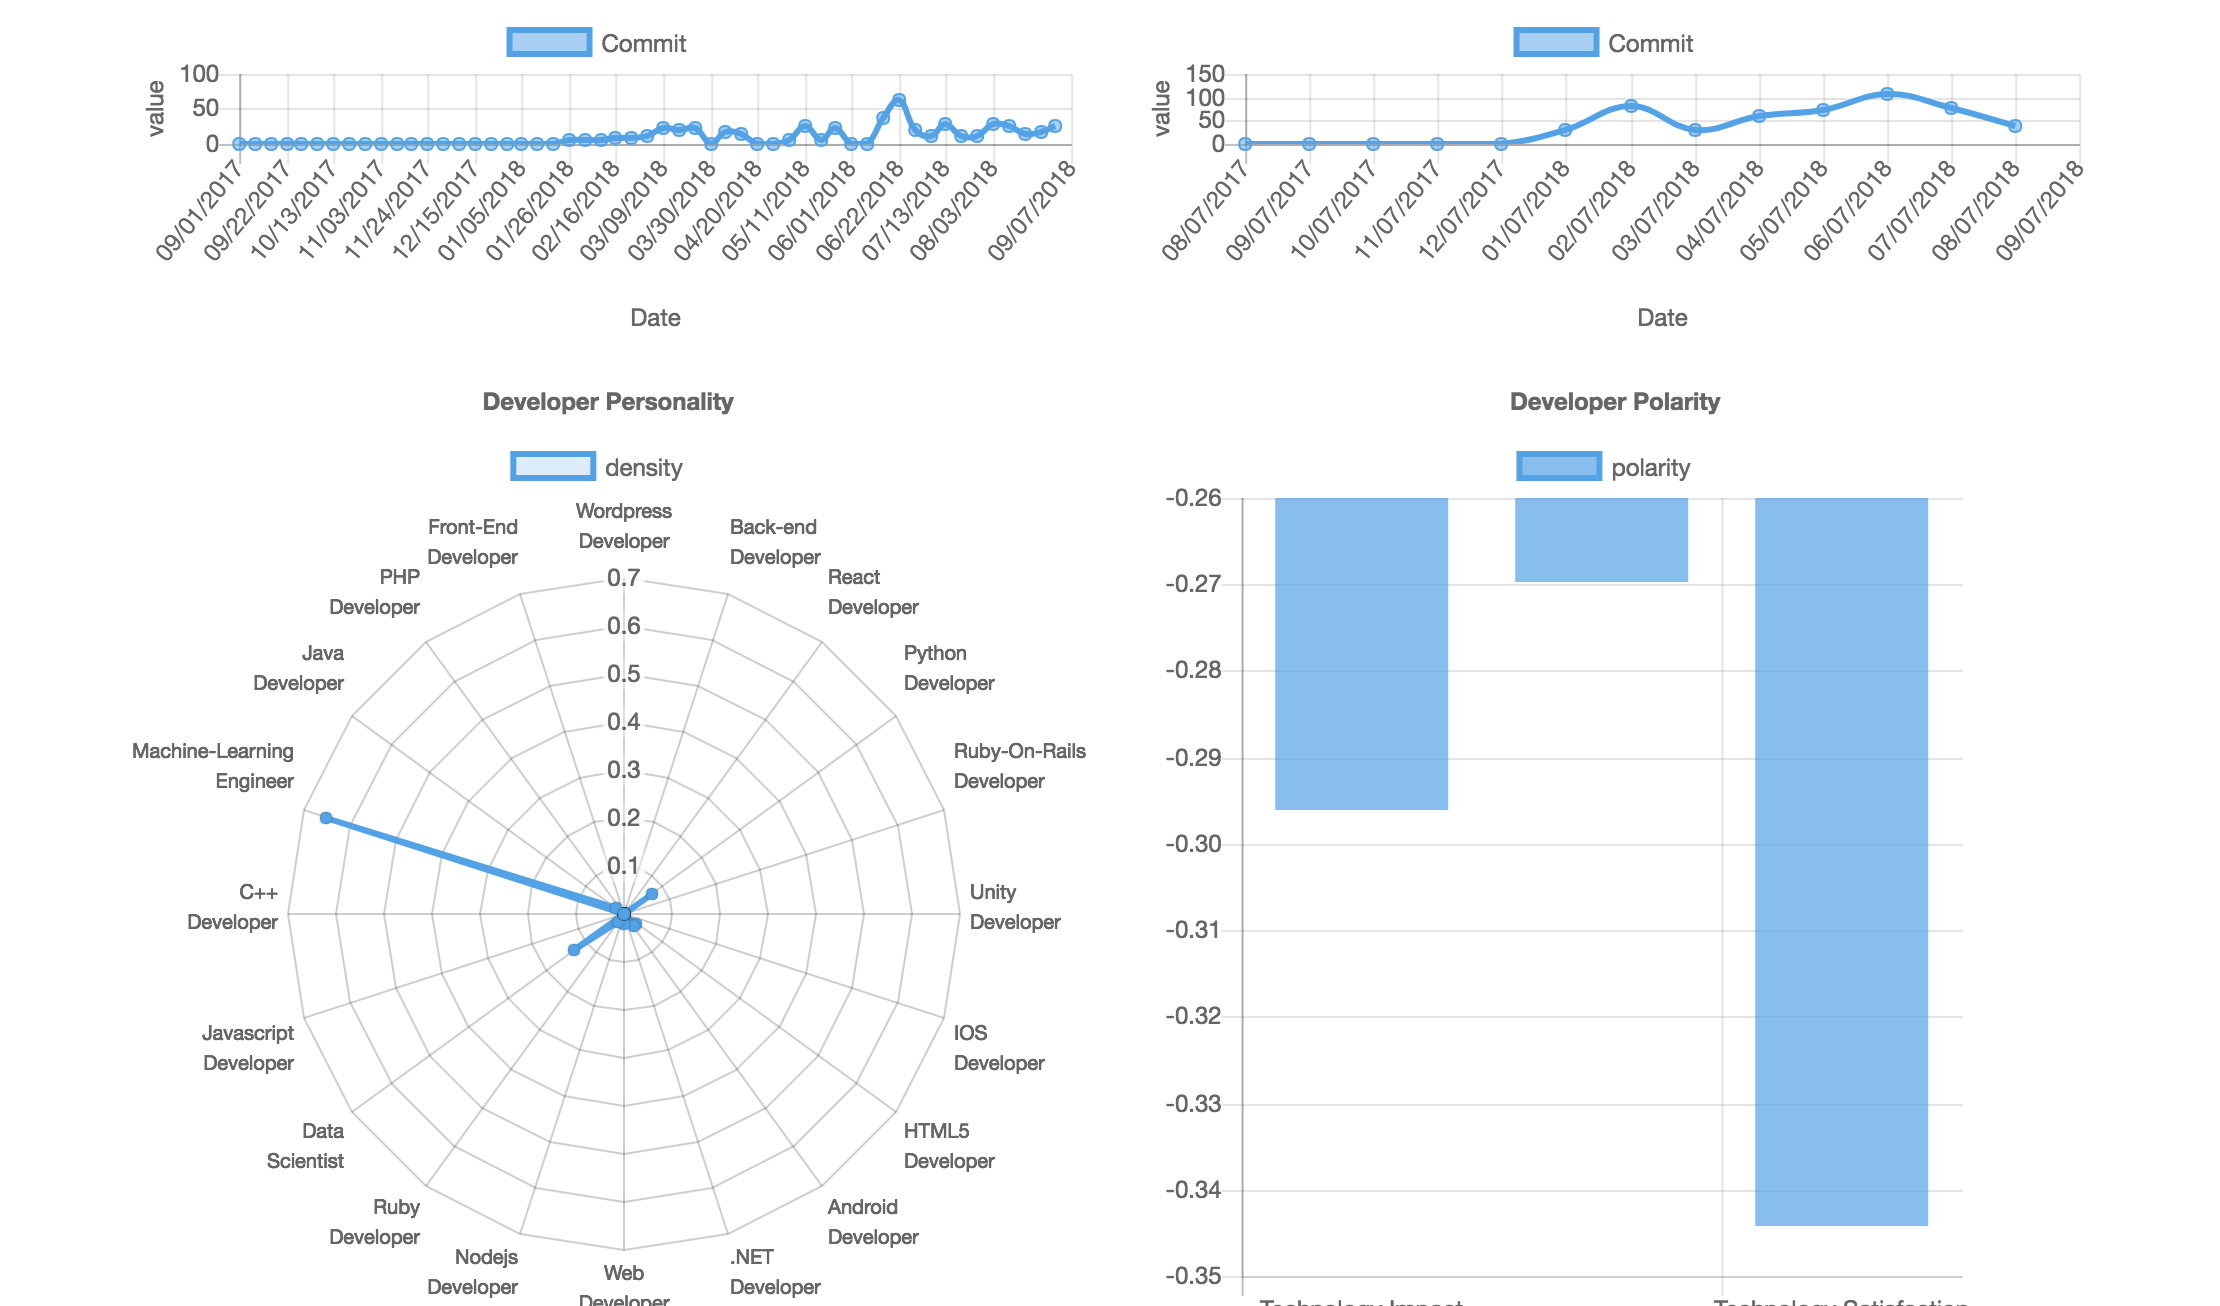 Commit
value
100
50
0
09/01/2017
09/22/2017
10/13/2017
11/03/2017
11/24/2017
12/15/2017
01/05/2018
01/26/2018
02/16/2018
03/09/2018
03/30/2018
04/20/2018
05/11/2018
06/01/2018
06/22/2018
07/13/2018
08/03/2018
09/07/2018
Date
Commit
value
150
100
50
0
08/07/2017
09/07/2017
10/07/2017
11/07/2017
12/07/2017
01/07/2018
02/07/2018
03/07/2018
04/07/2018
05/07/2018
06/07/2018
07/07/2018
08/07/2018
09/07/2018
Date
Developer Personality
density
Wordpress
Developer
Back-end
Developer
React
Developer
Python
Developer
Ruby-On-Rails
Developer
Unity
Developer
IOS
Developer
HTML5
Developer
Android
Developer
.NET
Developer
Web
Developer
Nodejs
Developer
Ruby
Developer
Data
Scientist
Javascript
Developer
C++
Developer
Machine-Learning
Engineer
Java
Developer
PHP
Developer
Front-End
Developer
0.7
0.6
0.5
0.4
0.3
0.2
0.1
Developer Polarity
polarity
-0.26
-0.27
-0.28
-0.29
-0.30
-0.31
-0.32
-0.33
-0.34
-0.35
Technology Impact
Technology Satisfaction